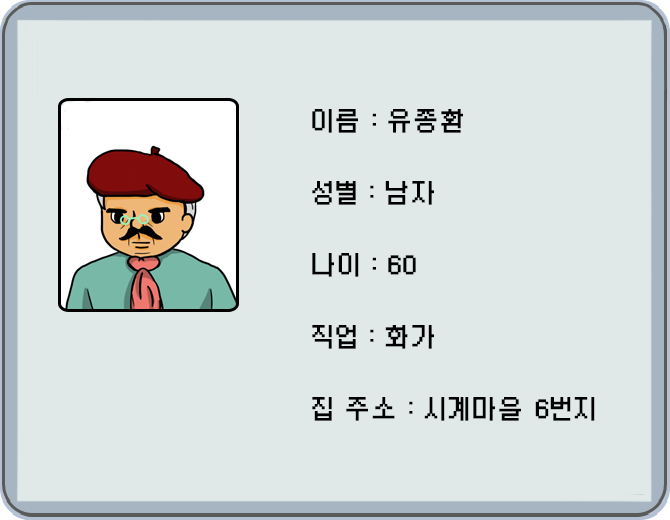 이름 : 유종환
성별 : 남자
나이 : 60
직업 : 화가
집 주소 : 시계마을 6번지